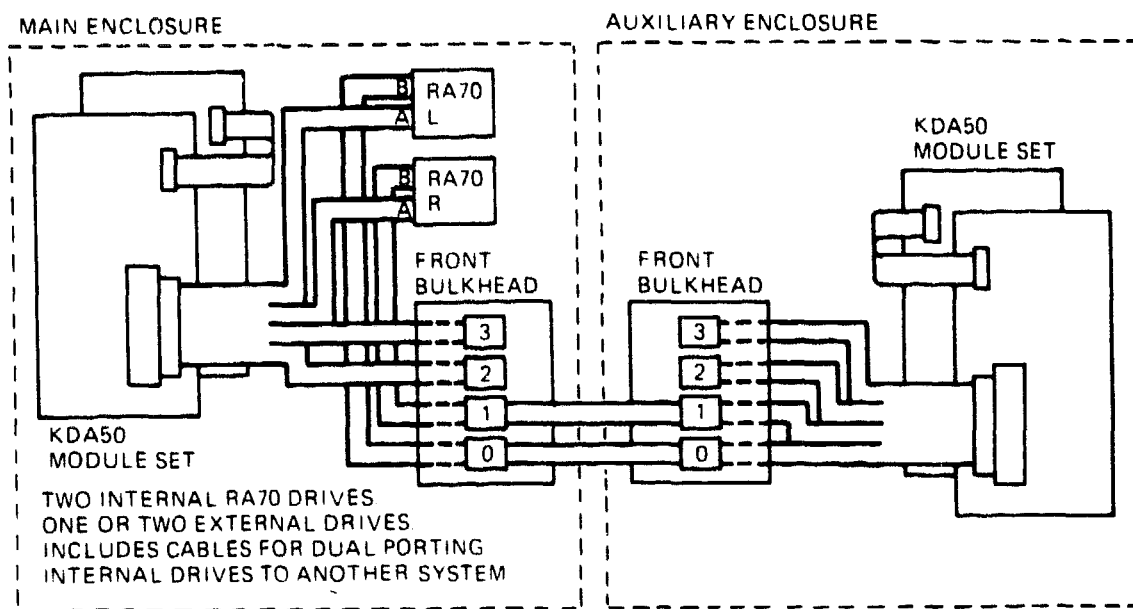 MAIN ENCLOSURE
AUXILIARY ENCLOSURE
B
RA70
A
L
B
RA70
A
R
KDA50
MODULE SET
FRONT
BULKHEAD
FRONT
BULKHEAD
3
3
2
2
1
1
0
0
KDA50
MODULE SET
TWO INTERNAL RA70 DRIVES
ONE OR TWO EXTERNAL DRIVES
INCLUDES CABLES FOR DUAL PORTING
INTERNAL DRIVES TO ANOTHER SYSTEM